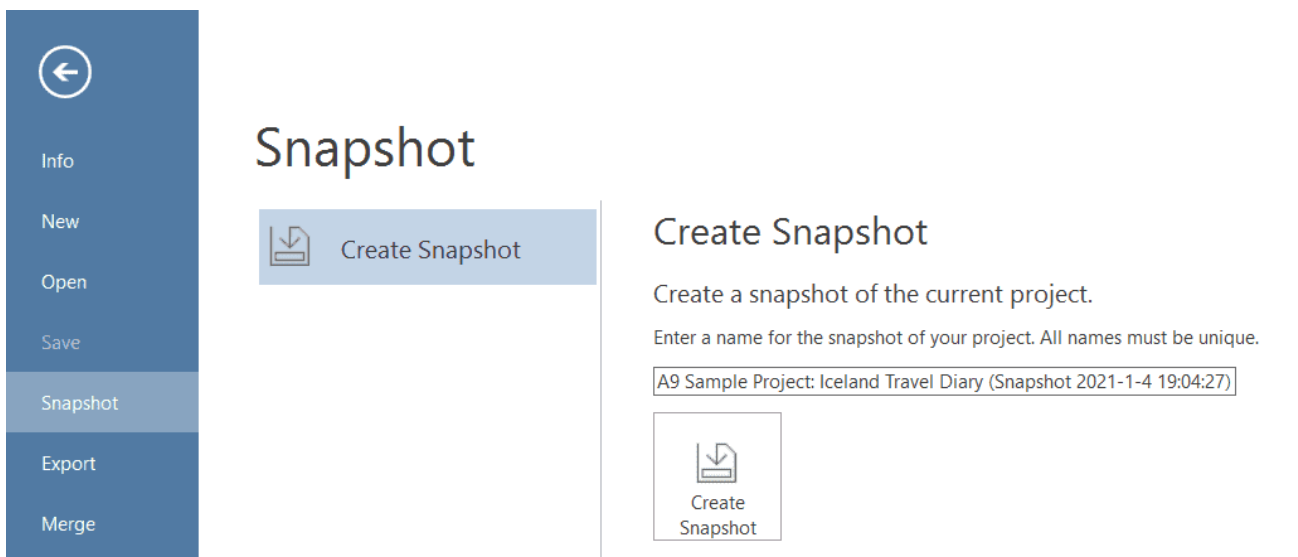 Info
New
Open
Save
Snapshot
Export
Merge
Snapshot
Create Snapshot
Create Snapshot
Create a snapshot of the current project.
Enter a name for the snapshot of your project. All names must be unique.
A9 Sample Project: Iceland Travel Diary (Snapshot 2021-1-4 19:04:27)
Create
Snapshot